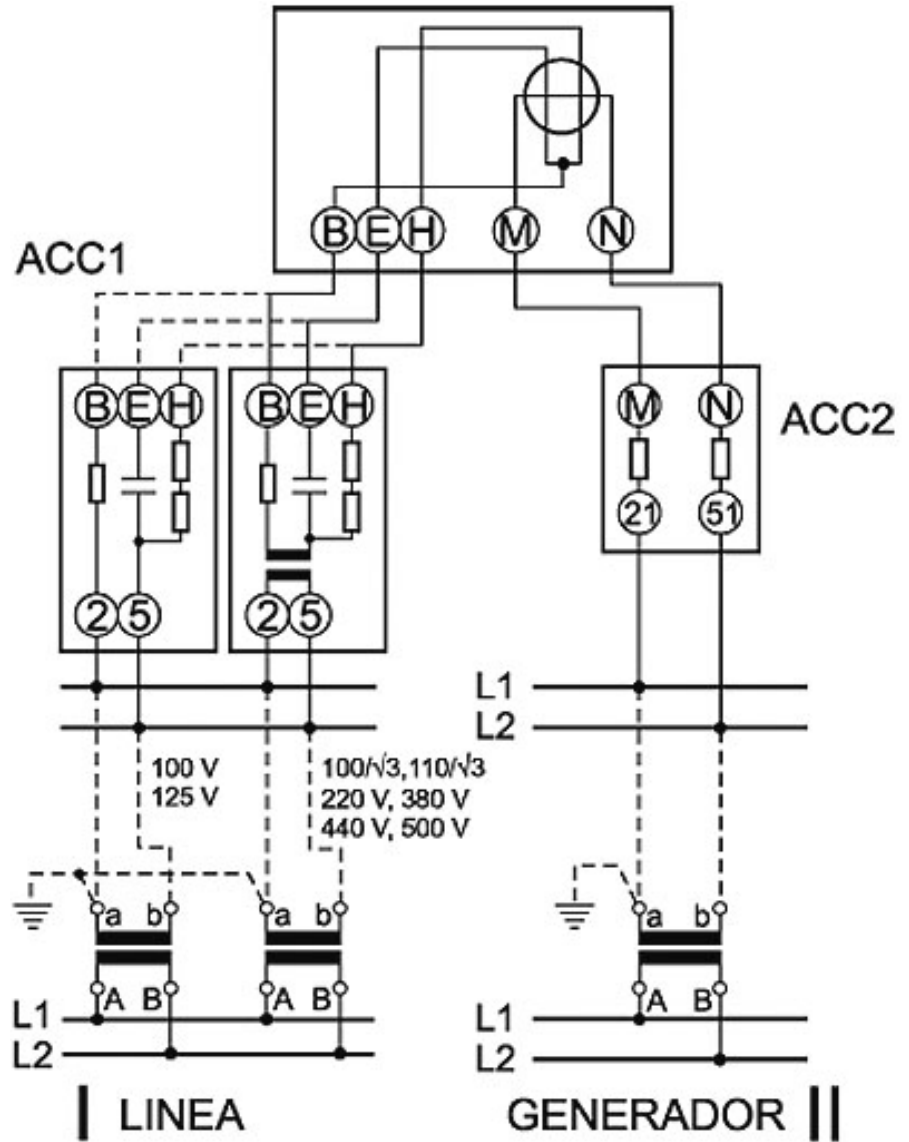 B E H M N
ACC1
B E H B E H M N
ACC2
21 51
2 5 2 5
L1
L2
100 V
125 V
100/√3,110/√3
220 V, 380 V
440 V, 500 V
a b a b a b
A B A B A B
L1 L1
L2 L2
I LINEA GENERADOR II